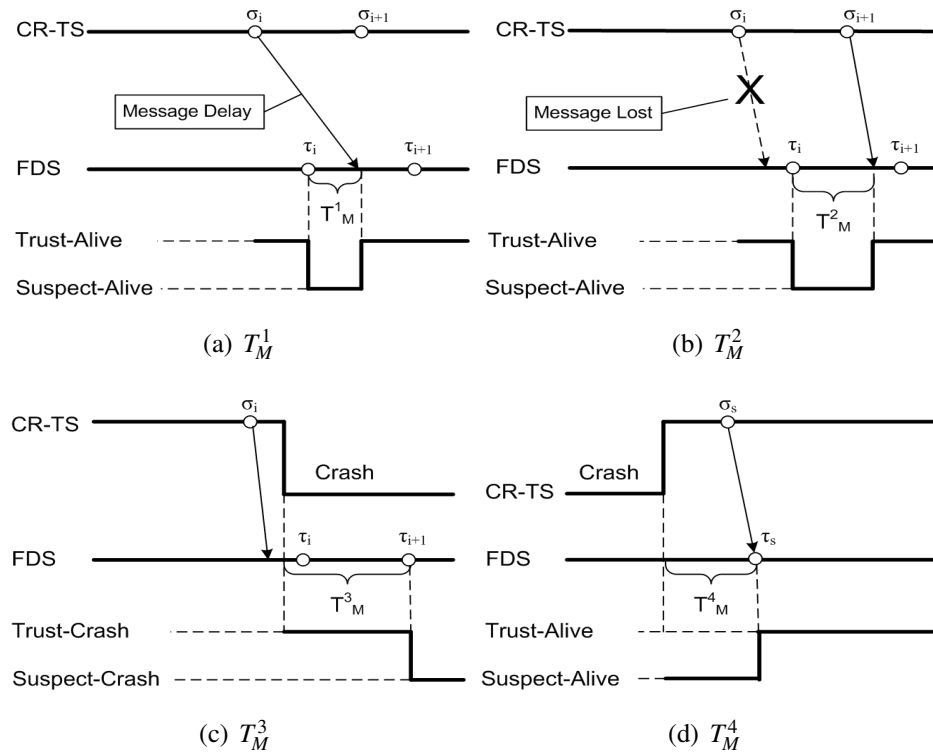 σi σi+1
CR-TS
Message Delay
τi τi+1
FDS
T¹M
Trust-Alive
Suspect-Alive
(a) T¹M
σi σi+1
CR-TS
Message Lost
X
τi τi+1
FDS
T²M
Trust-Alive
Suspect-Alive
(b) T²M
σi
CR-TS
Crash
τi τi+1
FDS
T³M
Trust-Crash
Suspect-Crash
(c) T³M
σs
Crash
CR-TS
τs
FDS
T⁴M
Trust-Alive
Suspect-Alive
(d) T⁴M